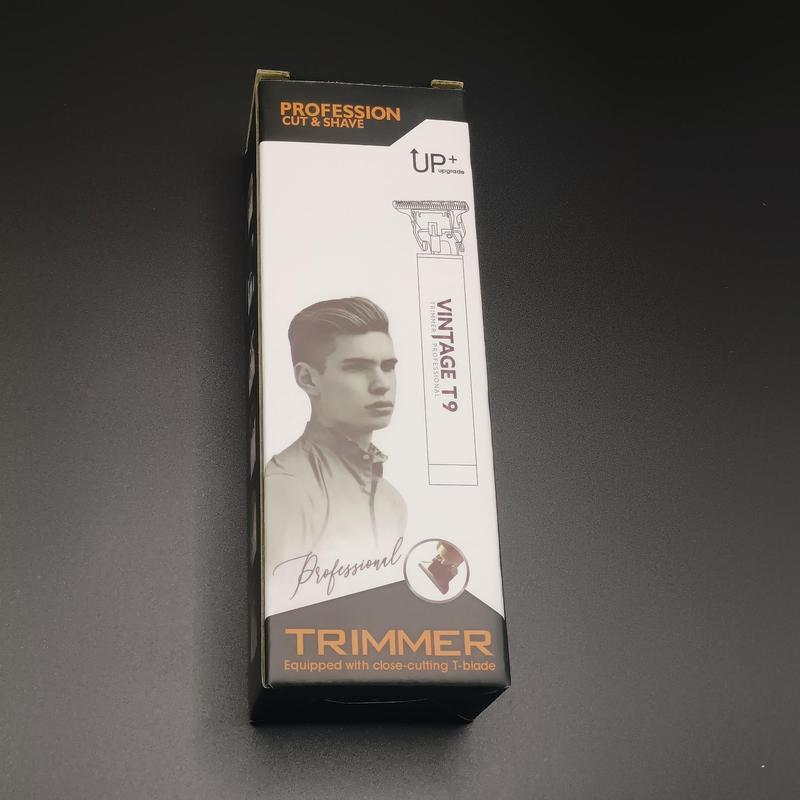 PROFESSION
CUT & SHAVE
UP+
upgrade
VINTAGE T9
TRIMMER PROFESSIONAL
Professional
TRIMMER
Equipped with close-cutting T-blade